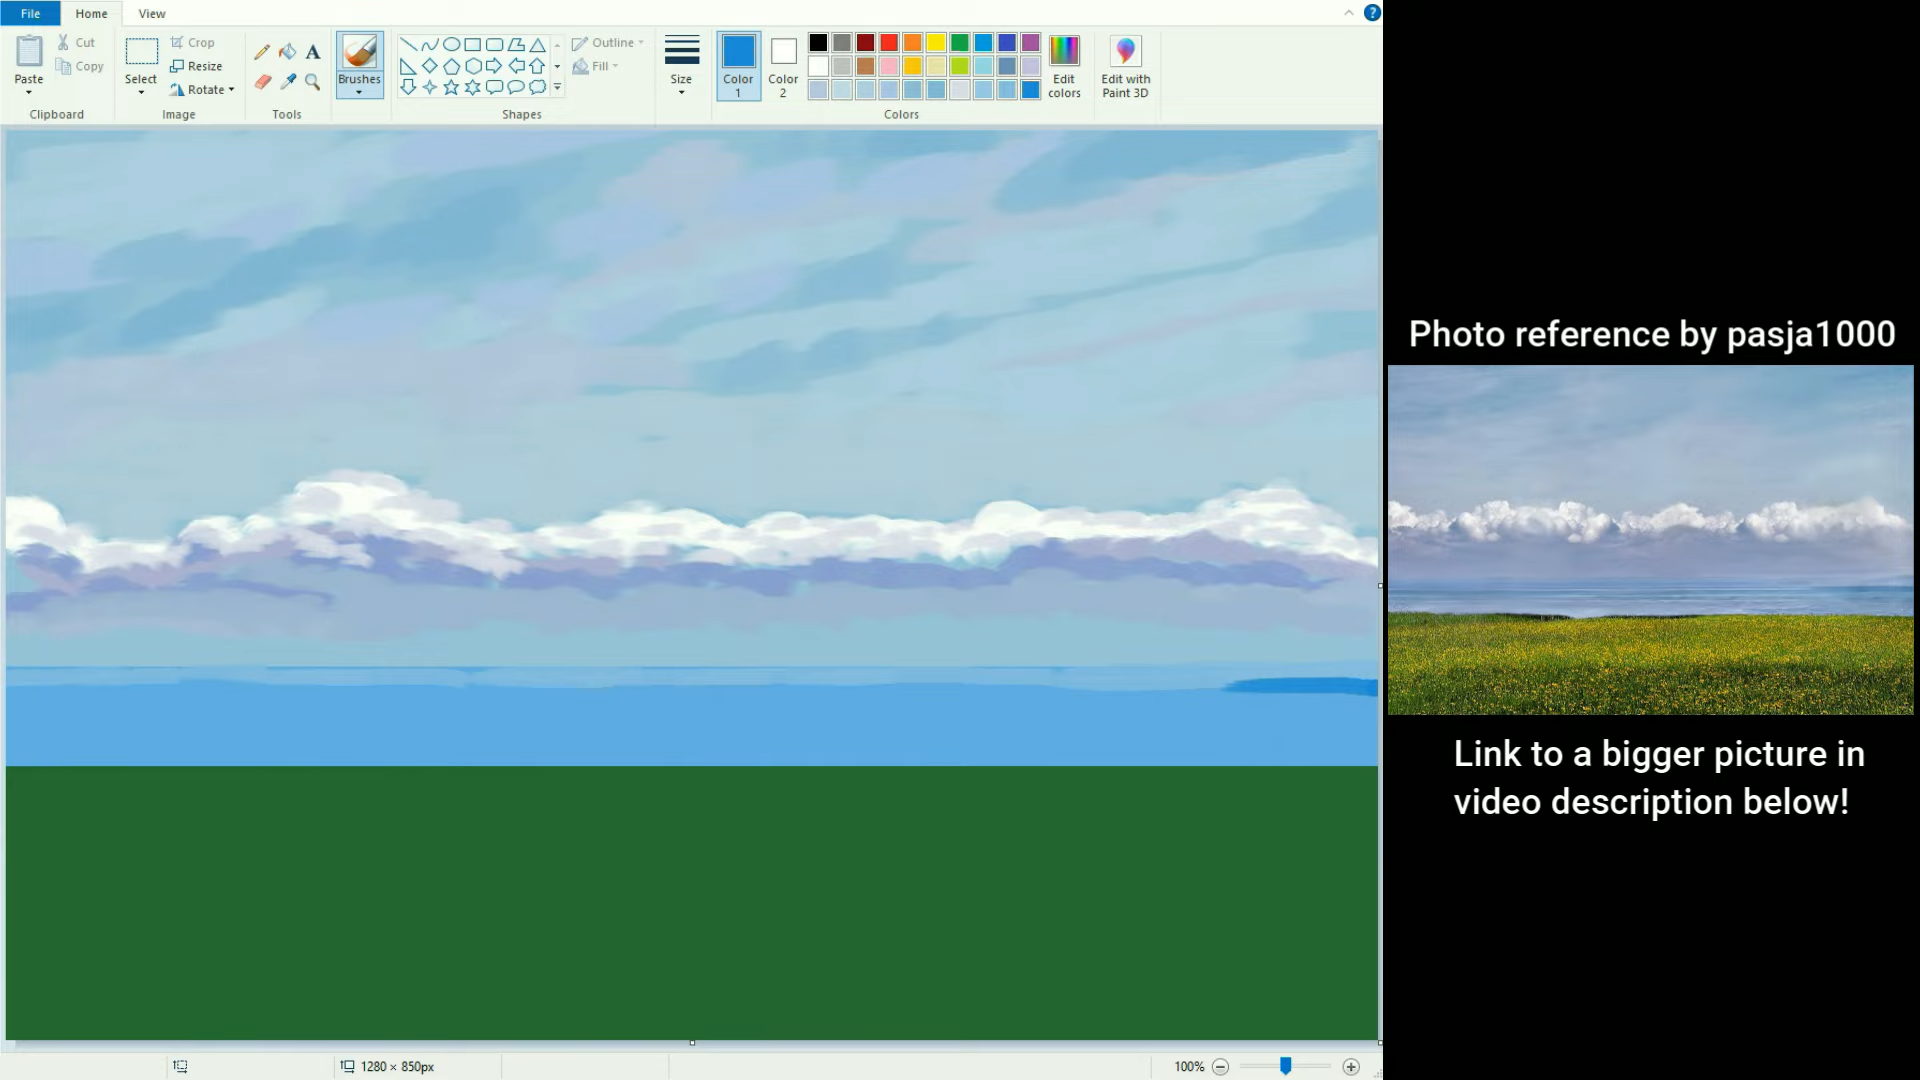 File Home View
Paste
Cut
Copy
Clipboard
Select
Crop
Resize
Rotate
Image
Tools
Brushes
Shapes
Outline
Fill
Size
Color 1
Color 2
Edit colors
Colors
Edit with Paint 3D
Photo reference by pasja1000
Link to a bigger picture in
video description below!
1280 × 850px
100%